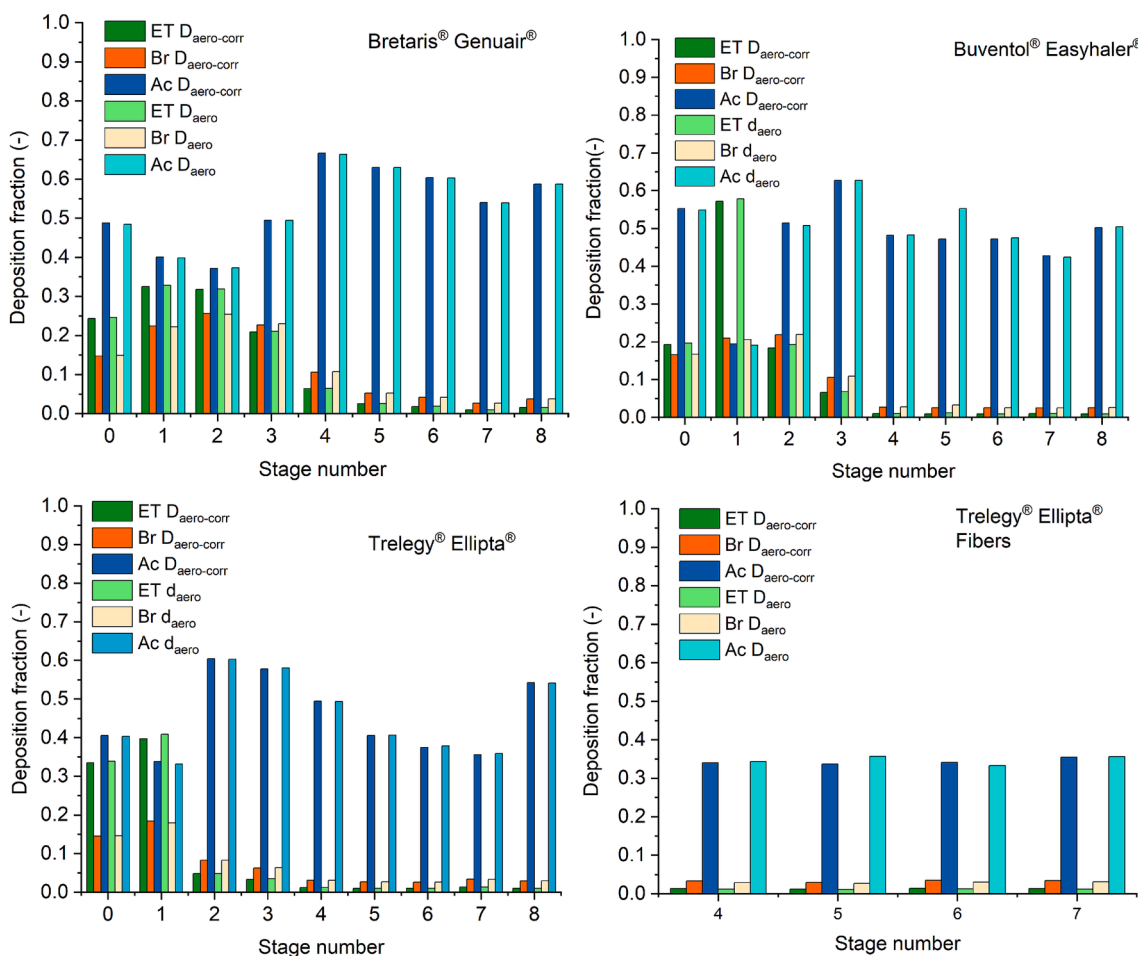 Bretaris® Genuair®
ET Daero-corr
Br Daero-corr
Ac Daero-corr
ET Daero
Br Daero
Ac Daero
Deposition fraction (-)
1.0
0.9
0.8
0.7
0.6
0.5
0.4
0.3
0.2
0.1
0.0
0 1 2 3 4 5 6 7 8
Stage number
Buventol® Easyhaler®
ET Daero-corr
Br Daero-corr
Ac Daero-corr
ET daero
Br daero
Ac daero
Deposition fraction(-)
1.0
0.9
0.8
0.7
0.6
0.5
0.4
0.3
0.2
0.1
0.0
0 1 2 3 4 5 6 7 8
Stage number
Trelegy® Ellipta®
ET Daero-corr
Br Daero-corr
Ac Daero-corr
ET daero
Br daero
Ac daero
Deposition fraction (-)
1.0
0.9
0.8
0.7
0.6
0.5
0.4
0.3
0.2
0.1
0.0
0 1 2 3 4 5 6 7 8
Stage number
Trelegy® Ellipta®
Fibers
ET Daero-corr
Br Daero-corr
Ac Daero-corr
ET Daero
Br Daero
Ac Daero
Deposition fraction (-)
1.0
0.9
0.8
0.7
0.6
0.5
0.4
0.3
0.2
0.1
0.0
4 5 6 7
Stage number